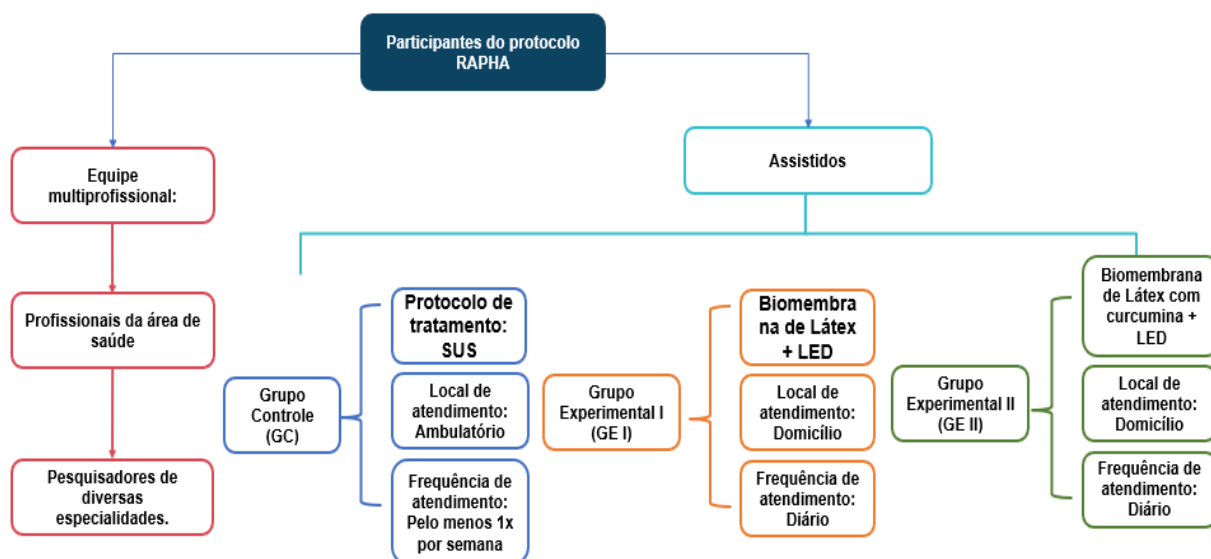 Participantes do protocolo
RAPHA
Equipe
multiprofissional:
Profissionais da área de
saúde
Pesquisadores de
diversas
especialidades.
Assistidos
Grupo
Controle
(GC)
Protocolo de
tratamento:
SUS
Local de
atendimento:
Ambulatório
Frequência de
atendimento:
Pelo menos 1x
por semana
Grupo
Experimental I
(GE I)
Biomembra
na de Látex
+ LED
Local de
atendimento:
Domicílio
Frequência de
atendimento:
Diário
Grupo
Experimental II
(GE II)
Biomembrana
de Látex com
curcumina +
LED
Local de
atendimento:
Domicílio
Frequência de
atendimento:
Diário